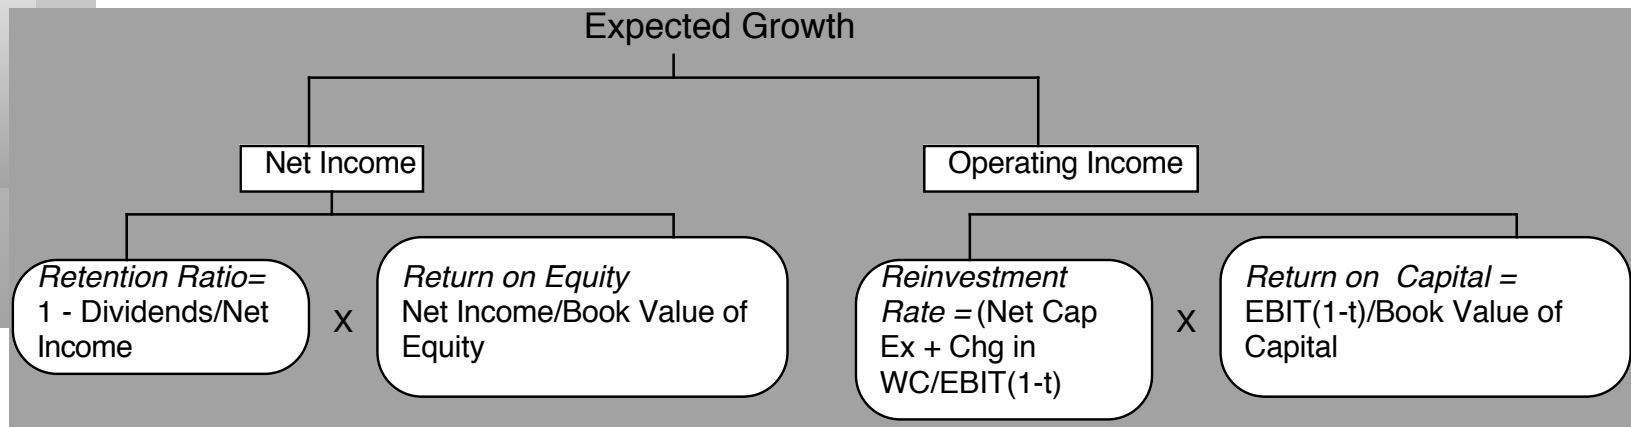 Expected Growth
Net Income
Operating Income
Retention Ratio=
1 - Dividends/Net
Income
X
Return on Equity
Net Income/Book Value of
Equity
Reinvestment
Rate = (Net Cap
Ex + Chg in
WC/EBIT(1-t)
X
Return on Capital =
EBIT(1-t)/Book Value of
Capital